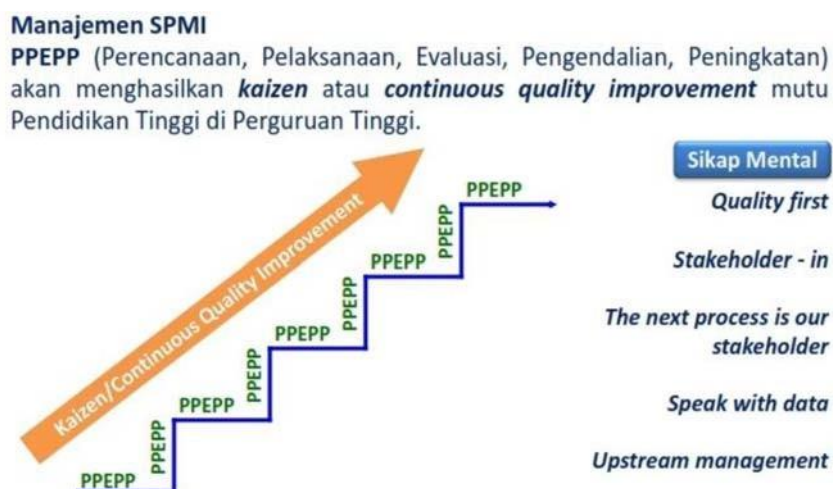 Manajemen SPMI
PPEPP (Perencanaan, Pelaksanaan, Evaluasi, Pengendalian, Peningkatan)
akan menghasilkan kaizen atau continuous quality improvement mutu
Pendidikan Tinggi di Perguruan Tinggi.
Kaizen/Continuous Quality Improvement
PPEPP
PPEPP
PPEPP
PPEPP
PPEPP
PPEPP
PPEPP
PPEPP
PPEPP
Sikap Mental
Quality first
Stakeholder - in
The next process is our
stakeholder
Speak with data
Upstream management